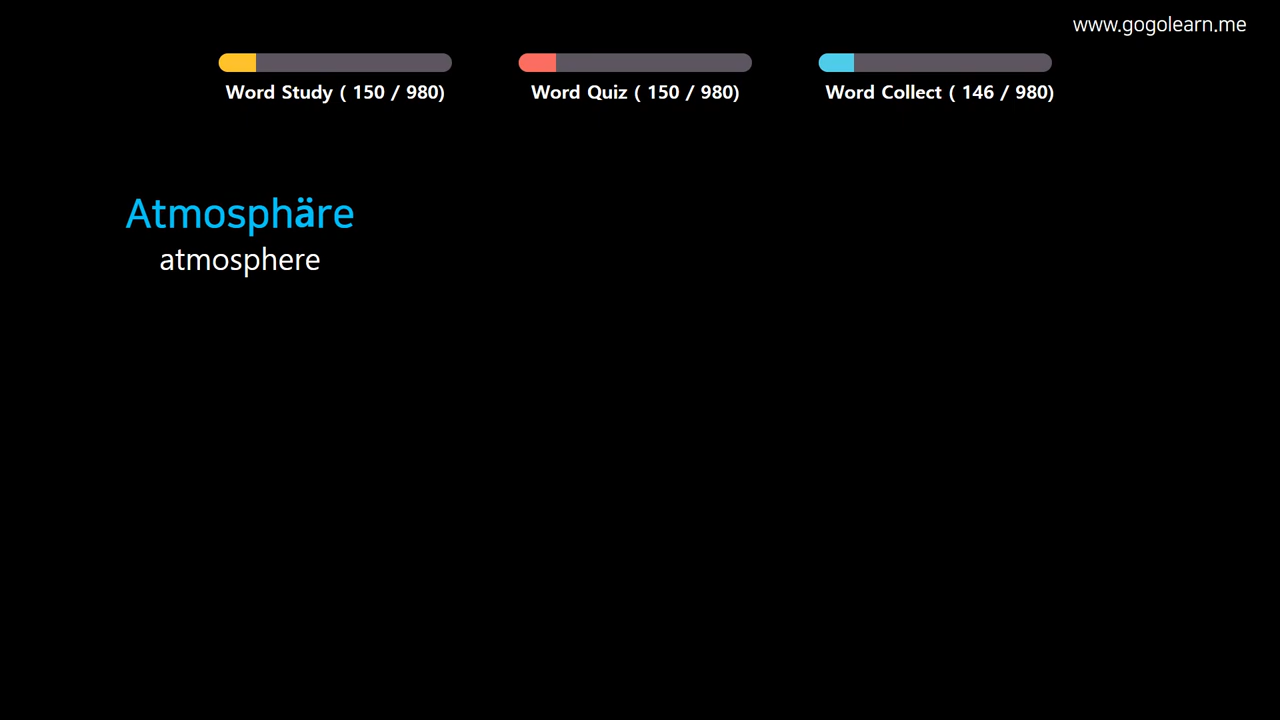 www.gogolearn.me
Word Study ( 150 / 980)
Word Quiz ( 150 / 980)
Word Collect ( 146 / 980)
Atmosphäre
atmosphere